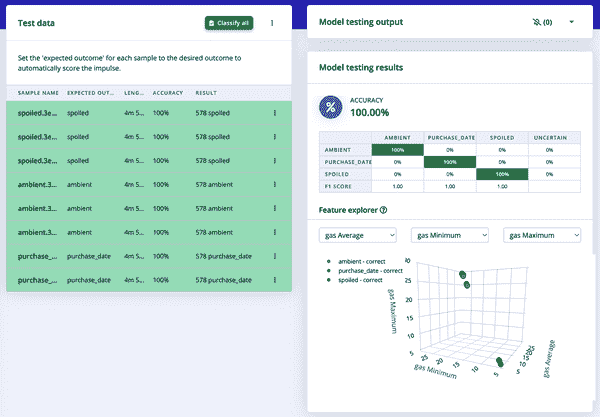 Test data
Classify all
Set the 'expected outcome' for each sample to the desired outcome to
automatically score the impulse.
SAMPLE NAME EXPECTED OUT... LENG... ACCURACY RESULT
spoiled.3e... spoiled 4m 5... 100% 578 spoiled
spoiled.3e... spoiled 4m 5... 100% 578 spoiled
spoiled.3e... spoiled 4m 5... 100% 578 spoiled
ambient.3... ambient 4m 5... 100% 578 ambient
ambient.3... ambient 4m 5... 100% 578 ambient
ambient.3... ambient 4m 5... 100% 578 ambient
purchase_... purchase_date 4m 5... 100% 578 purchase_date
purchase_... purchase_date 4m 5... 100% 578 purchase_date
Model testing output
(0)
Model testing results
ACCURACY
100.00%
AMBIENT PURCHASE_DATE SPOILED UNCERTAIN
AMBIENT 100% 0% 0% 0%
PURCHASE_DATE 0% 100% 0% 0%
SPOILED 0% 0% 100% 0%
F1 SCORE 1.00 1.00 1.00
Feature explorer
gas Average gas Minimum gas Maximum
ambient - correct
purchase_date - correct
spoiled - correct
gas Maximum
30
25
20
15
10
5
gas Minimum
25
20
15
10
5
gas Average
25
20
15
10
5